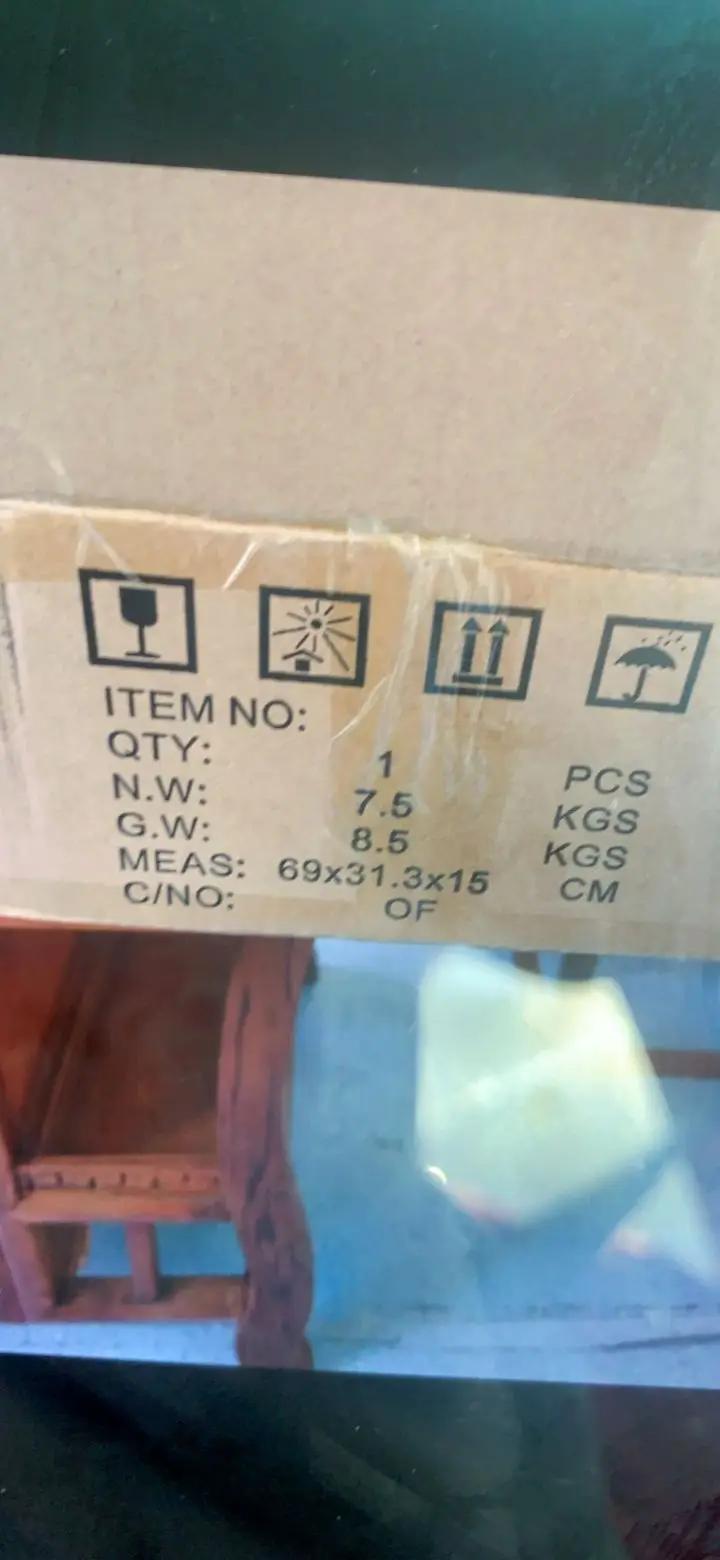 ITEM NO:
QTY: 1 PCS
N.W: 7.5 KGS
G.W: 8.5 KGS
MEAS: 69x31.3x15 CM
C/NO: OF